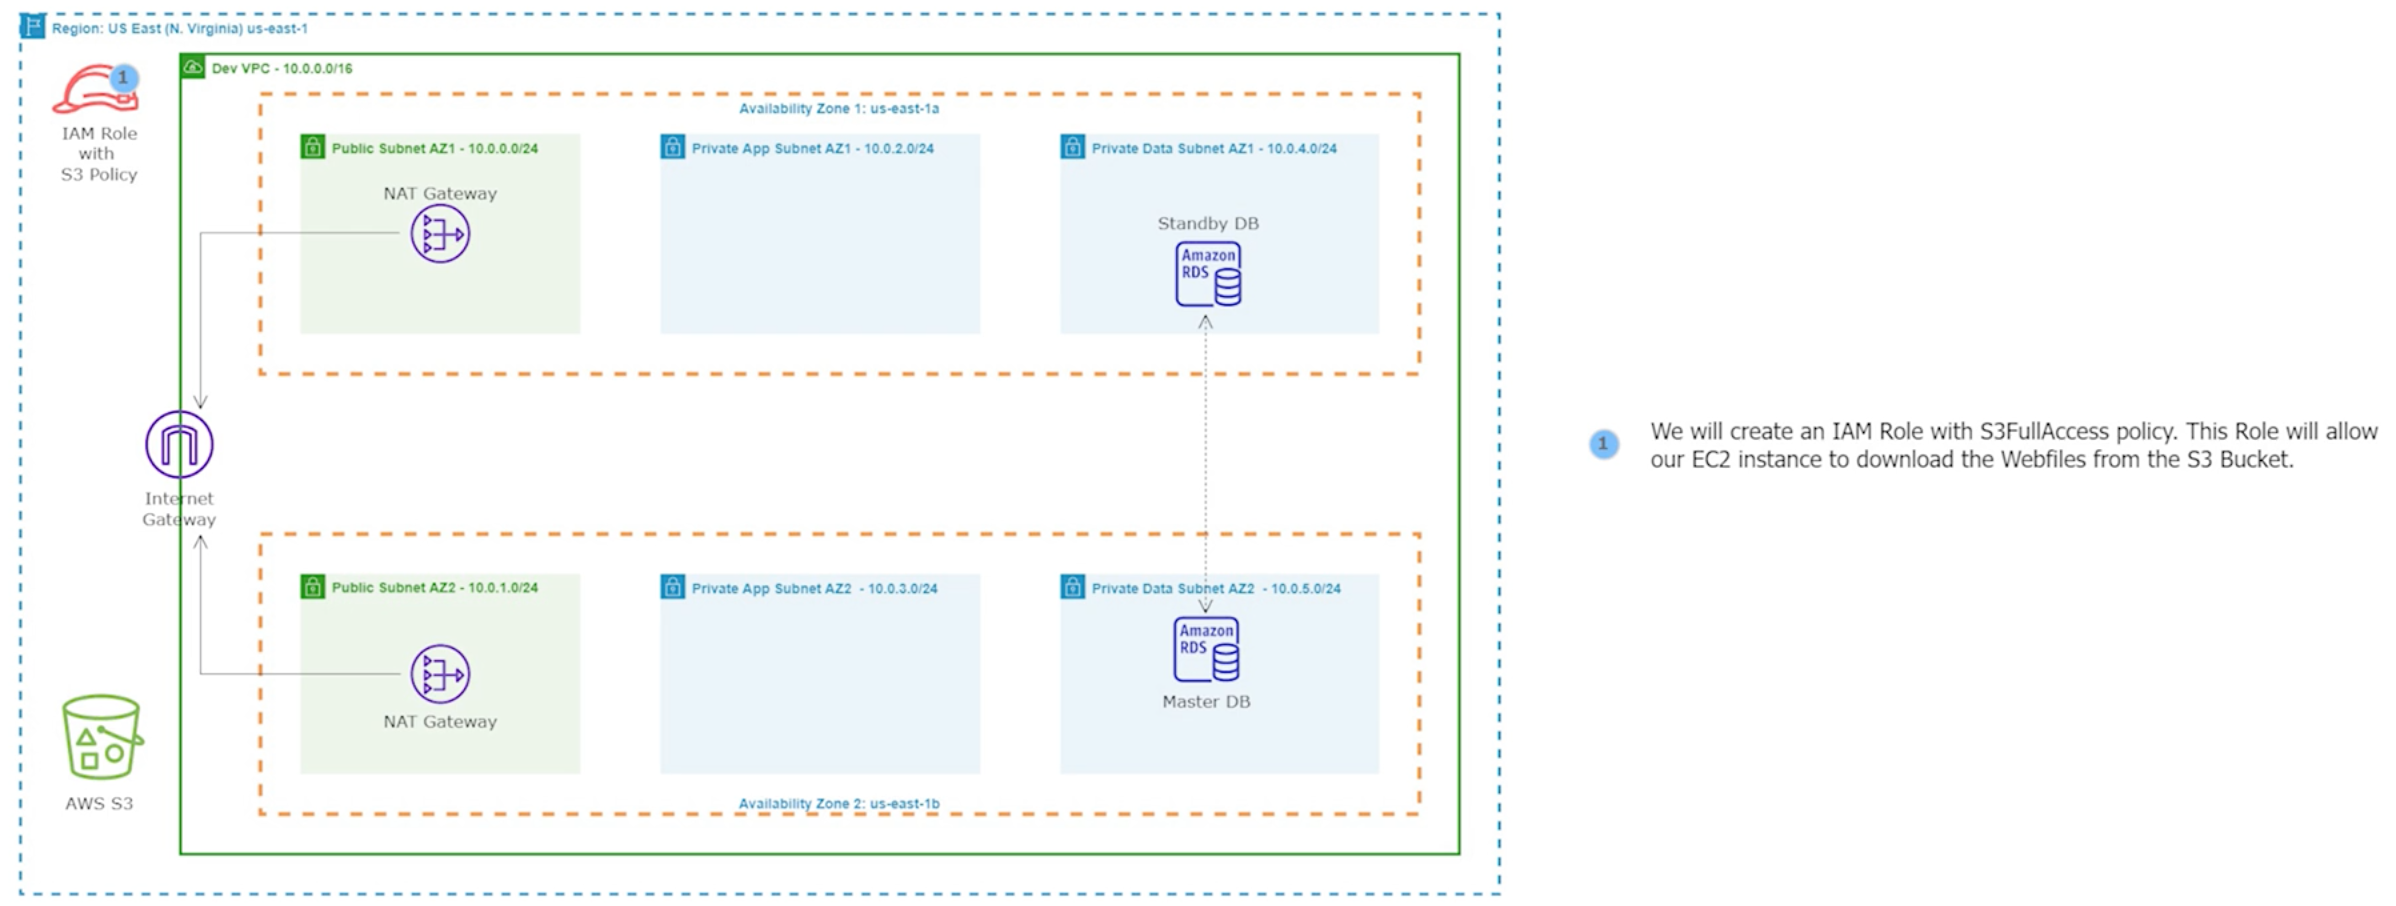 Region: US East (N. Virginia) us-east-1
1
IAM Role
with
S3 Policy
Dev VPC - 10.0.0.0/16
Availability Zone 1: us-east-1a
Public Subnet AZ1 - 10.0.0.0/24
NAT Gateway
Private App Subnet AZ1 - 10.0.2.0/24
Private Data Subnet AZ1 - 10.0.4.0/24
Standby DB
Amazon
RDS
Internet
Gateway
Public Subnet AZ2 - 10.0.1.0/24
NAT Gateway
Private App Subnet AZ2 - 10.0.3.0/24
Private Data Subnet AZ2 - 10.0.5.0/24
Amazon
RDS
Master DB
Availability Zone 2: us-east-1b
AWS S3
1
We will create an IAM Role with S3FullAccess policy. This Role will allow
our EC2 instance to download the Webfiles from the S3 Bucket.